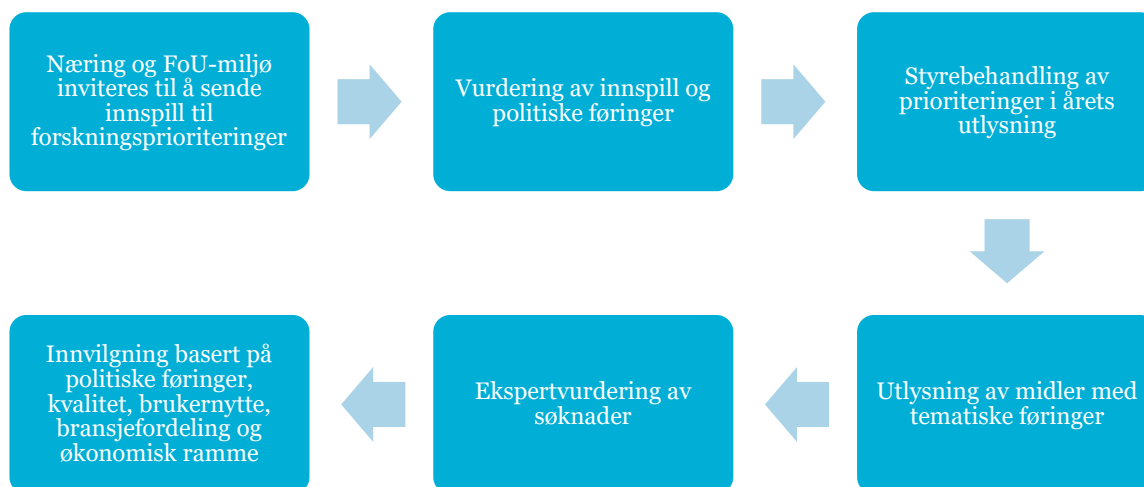 Næring og FoU-miljø
inviteres til å sende
innspill til
forskningsprioriteringer
Vurdering av innspill og
politiske føringer
Styrebehandling av
prioriteringer i årets
utlysning
Utlysning av midler med
tematiske føringer
Ekspertvurdering av
søknader
Innvilgning basert på
politiske føringer,
kvalitet, brukernytte,
bransjefordeling og
økonomisk ramme